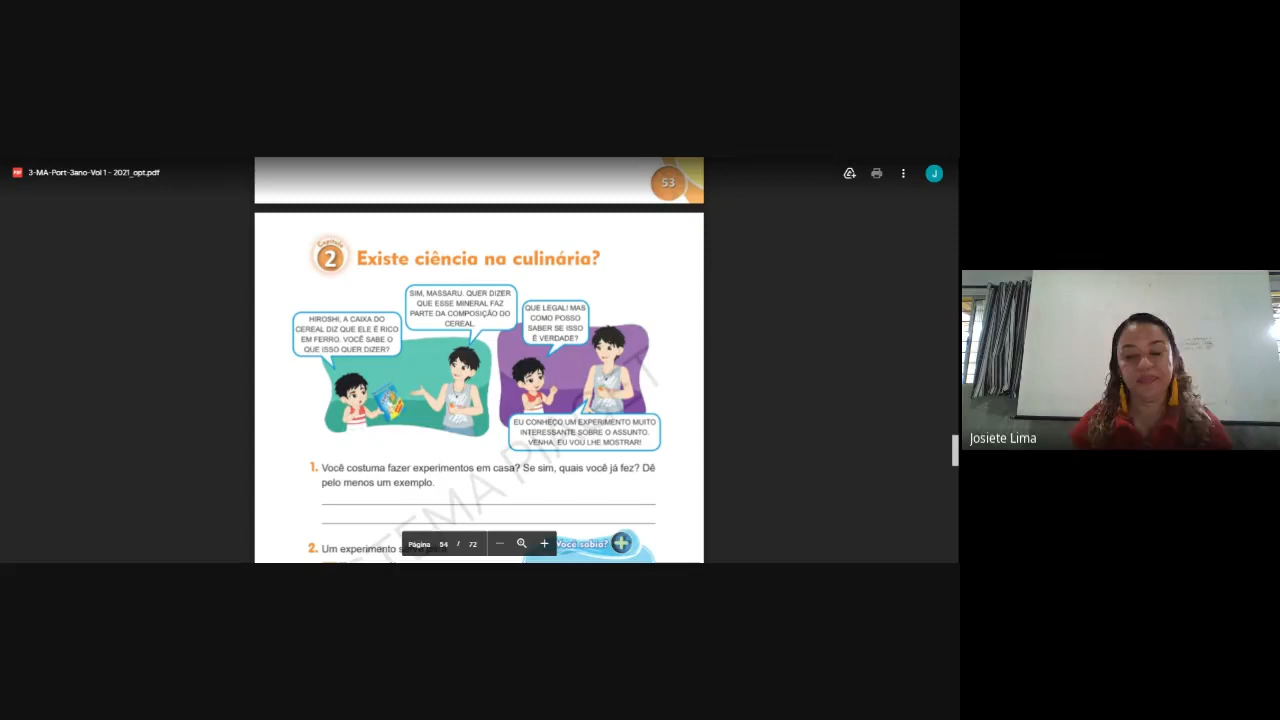 PDF
3-MA-Port-3ano-Vol 1 - 2021_opt.pdf
J
53
Capítulo
2
Existe ciência na culinária?
HIROSHI, A CAIXA DO
CEREAL DIZ QUE ELE É RICO
EM FERRO. VOCÊ SABE O
QUE ISSO QUER DIZER?
SIM, MASSARU. QUER DIZER
QUE ESSE MINERAL FAZ
PARTE DA COMPOSIÇÃO DO
CEREAL.
QUE LEGAL! MAS
COMO POSSO
SABER SE ISSO
É VERDADE?
EU CONHEÇO UM EXPERIMENTO MUITO
INTERESSANTE SOBRE O ASSUNTO.
VENHA, EU VOU LHE MOSTRAR!
1. Você costuma fazer experimentos em casa? Se sim, quais você já fez? Dê
pelo menos um exemplo.
2. Um experimento
Você sabia?
Página 54 / 72
Josiete Lima